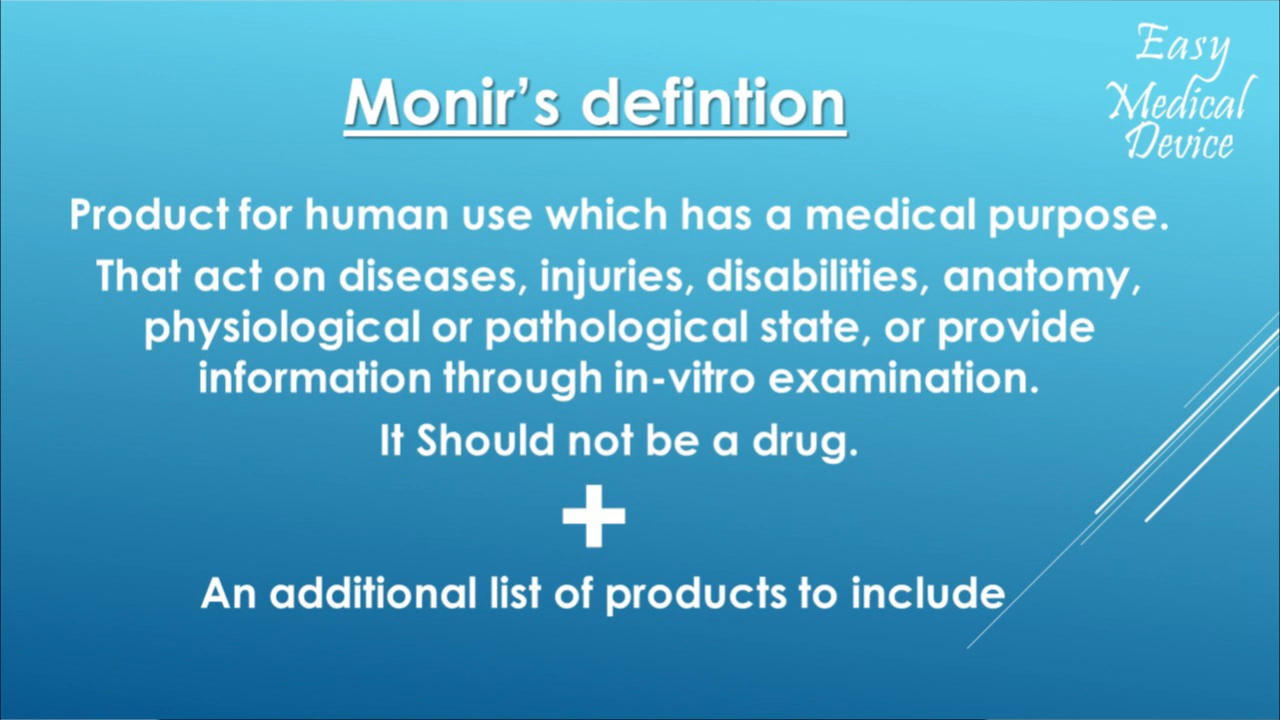 Easy
Medical
Device
Monir's defintion
Product for human use which has a medical purpose.
That act on diseases, injuries, disabilities, anatomy,
physiological or pathological state, or provide
information through in-vitro examination.
It Should not be a drug.
+
An additional list of products to include